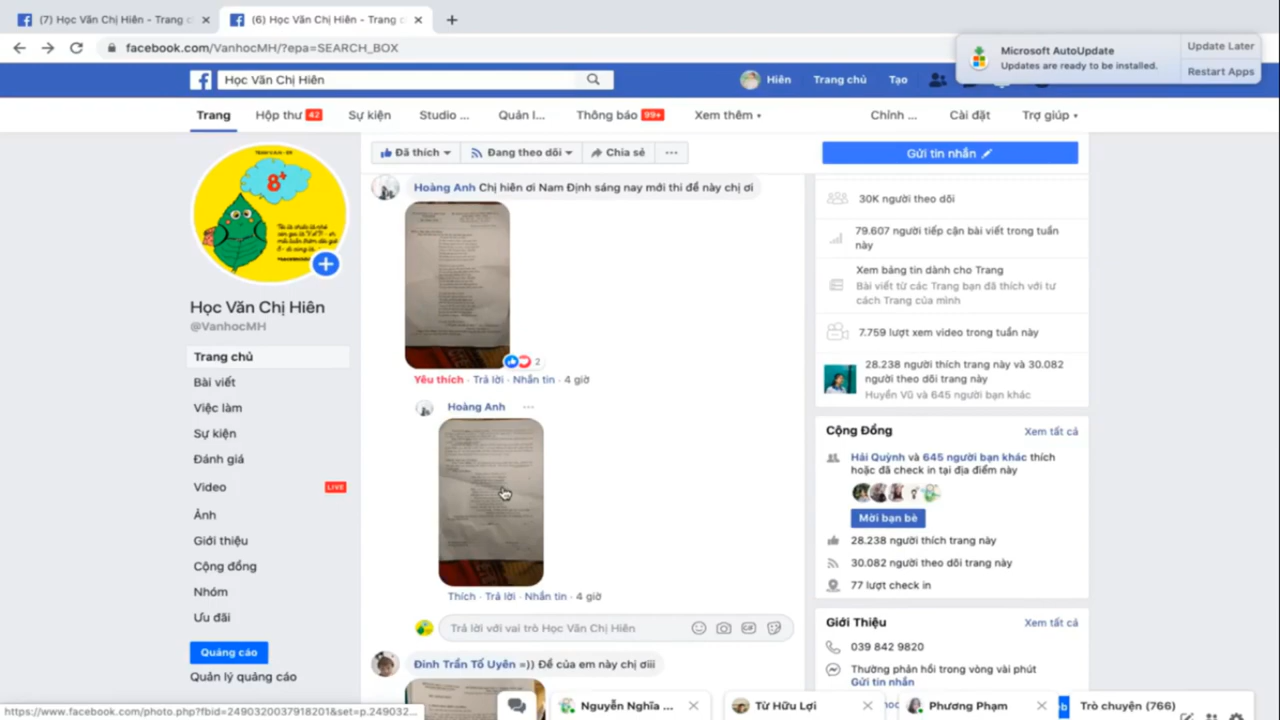 (7) Học Văn Chị Hiên - Trang c
(6) Học Văn Chị Hiên - Trang c
facebook.com/VanhocMH/?epa=SEARCH_BOX
Microsoft AutoUpdate
Updates are ready to be installed.
Update Later
Restart Apps
Học Văn Chị Hiên
Hiên
Trang chủ
Tạo
Trang
Hộp thư 42
Sự kiện
Studio ...
Quản l...
Thông báo 99+
Xem thêm
Chỉnh ...
Cài đặt
Trợ giúp
Đã thích
Đang theo dõi
Chia sẻ
Gửi tin nhắn
8+
Học Văn Chị Hiên
@VanhocMH
Trang chủ
Bài viết
Việc làm
Sự kiện
Đánh giá
Video LIVE
Ảnh
Giới thiệu
Cộng đồng
Nhóm
Ưu đãi
Quảng cáo
Quản lý quảng cáo
Hoàng Anh Chị hiên ơi Nam Định sáng nay mới thi đề này chị ơi
2
Yêu thích · Trả lời · Nhắn tin · 4 giờ
Hoàng Anh
Thích · Trả lời · Nhắn tin · 4 giờ
Trả lời với vai trò Học Văn Chị Hiên
GIF
Đinh Trần Tố Uyên =)) Đề của em này chị ơiii
30K người theo dõi
79.607 người tiếp cận bài viết trong tuần
này
Xem bảng tin dành cho Trang
Bài viết từ các Trang bạn đã thích với tư
cách Trang của mình
7.759 lượt xem video trong tuần này
28.238 người thích trang này và 30.082
người theo dõi trang này
Huyền Vũ và 645 người bạn khác
Cộng Đồng
Xem tất cả
Hải Quỳnh và 645 người bạn khác thích
hoặc đã check in tại địa điểm này
Mời bạn bè
28.238 người thích trang này
30.082 người theo dõi trang này
77 lượt check in
Giới Thiệu
Xem tất cả
039 842 9820
Thường phản hồi trong vòng vài phút
Gửi tin nhắn
https://www.facebook.com/photo.php?fbid=2490320037918201&set=p.249032...
Nguyễn Nghĩa ...
Từ Hữu Lợi
Phương Phạm
Trò chuyện (766)